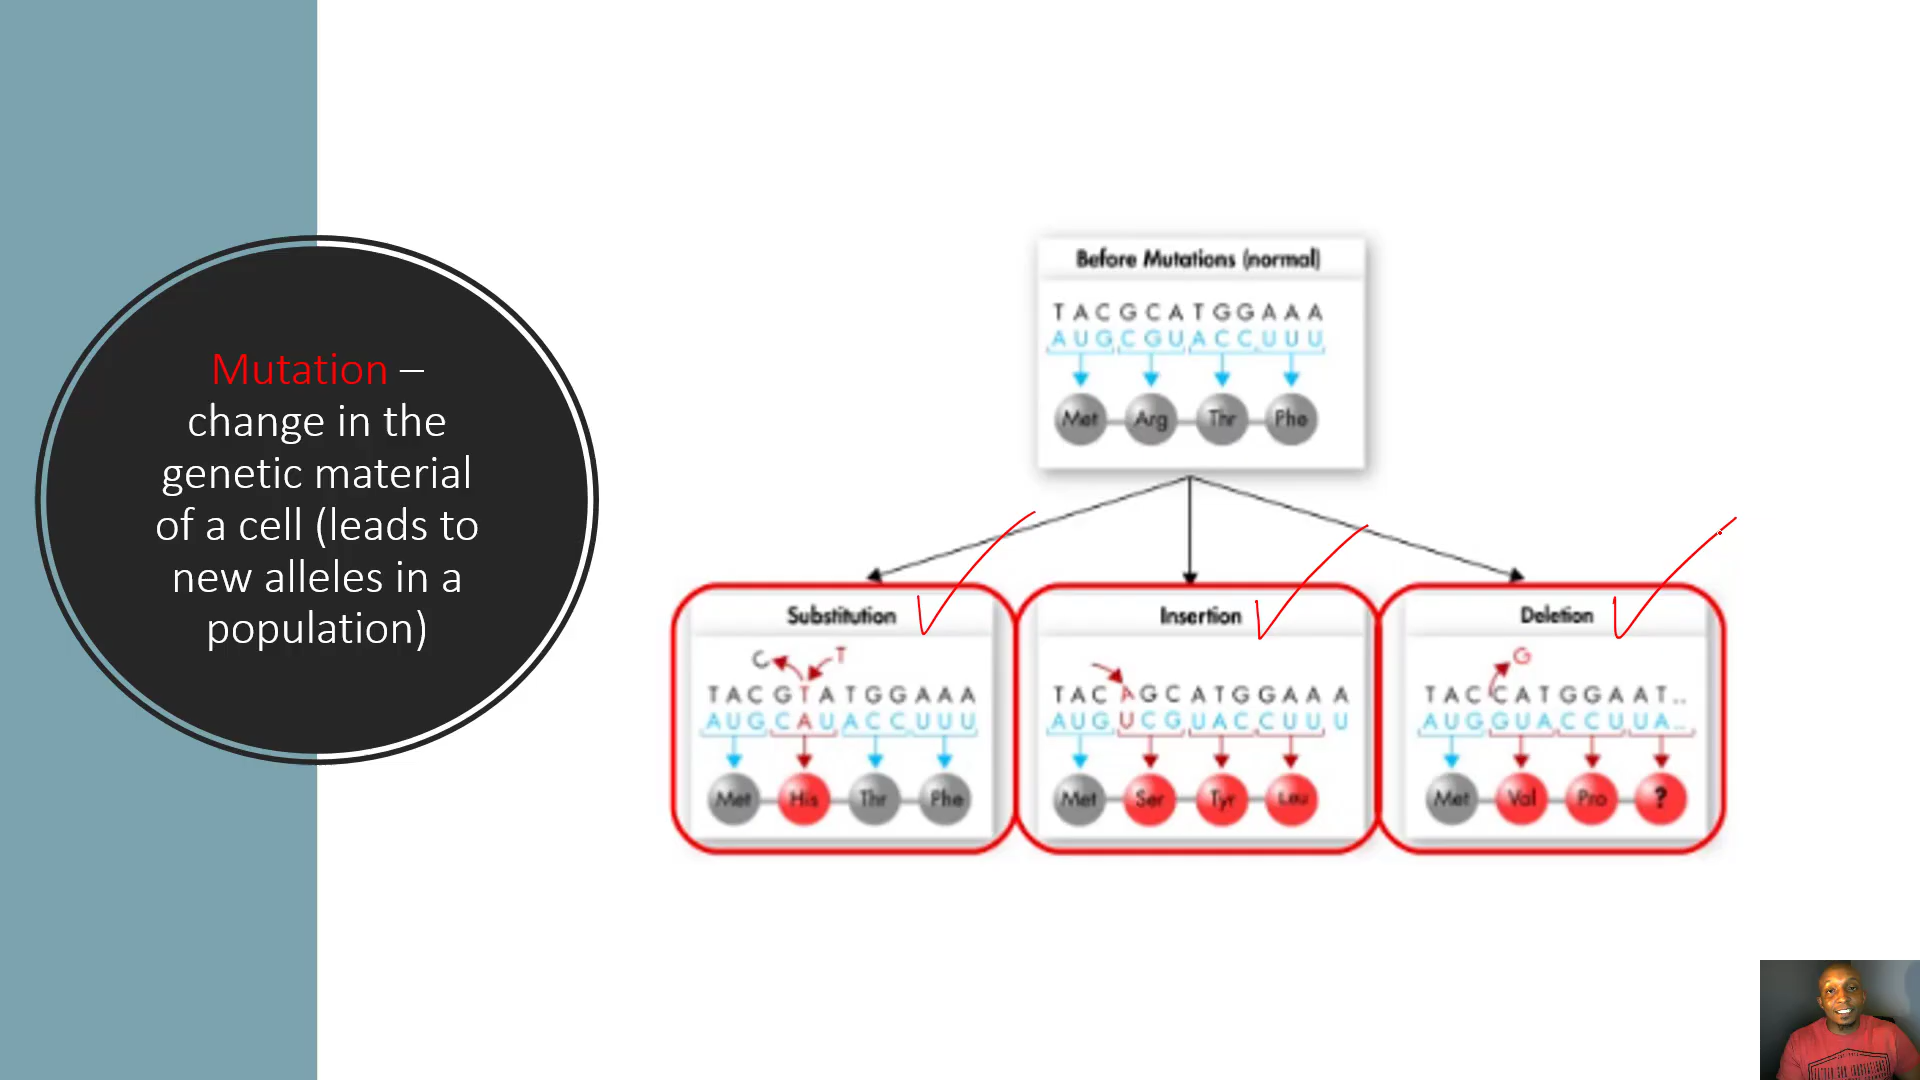 Mutation –
change in the
genetic material
of a cell (leads to
new alleles in a
population)
Before Mutations (normal)
T A C G C A T G G A A A
A U G C G U A C C U U U
Met Arg Thr Phe
Substitution
C T
T A C G T A T G G A A A
A U G C A U A C C U U U
Met His Thr Phe
Insertion
T A C A G C A T G G A A A
A U G U C G U A C C U U U
Met Ser Tyr Leu
Deletion
G
T A C C A T G G A A T ..
A U G G U A C C U U A ..
Met Val Pro ?